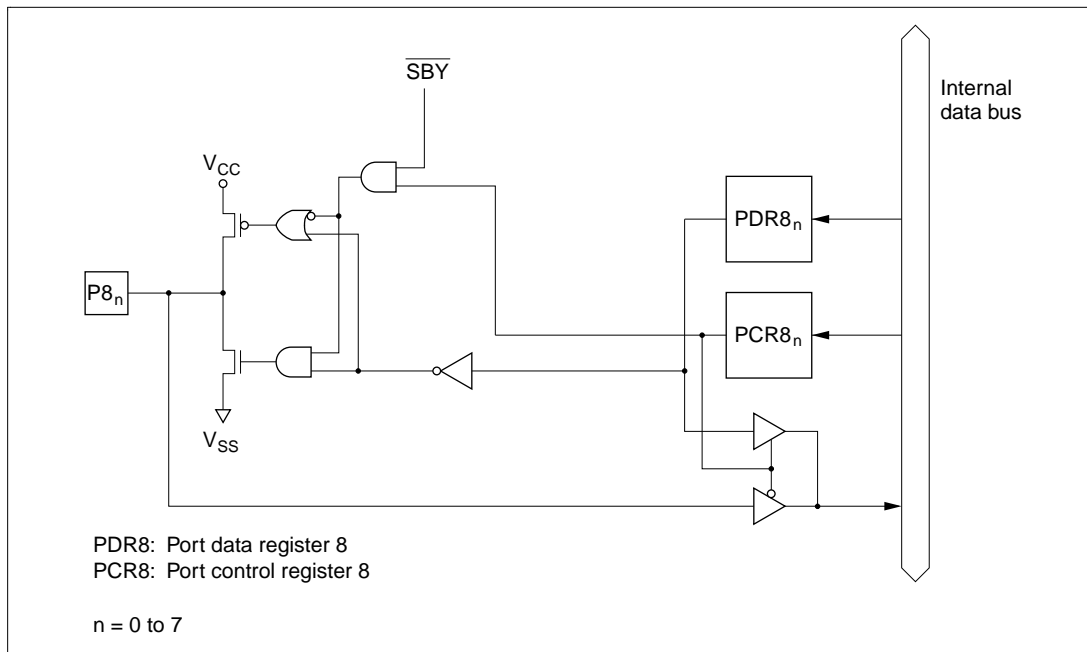 SBY
Internal
data bus
VCC
PDR8n
P8n
PCR8n
VSS
PDR8: Port data register 8
PCR8: Port control register 8
n = 0 to 7